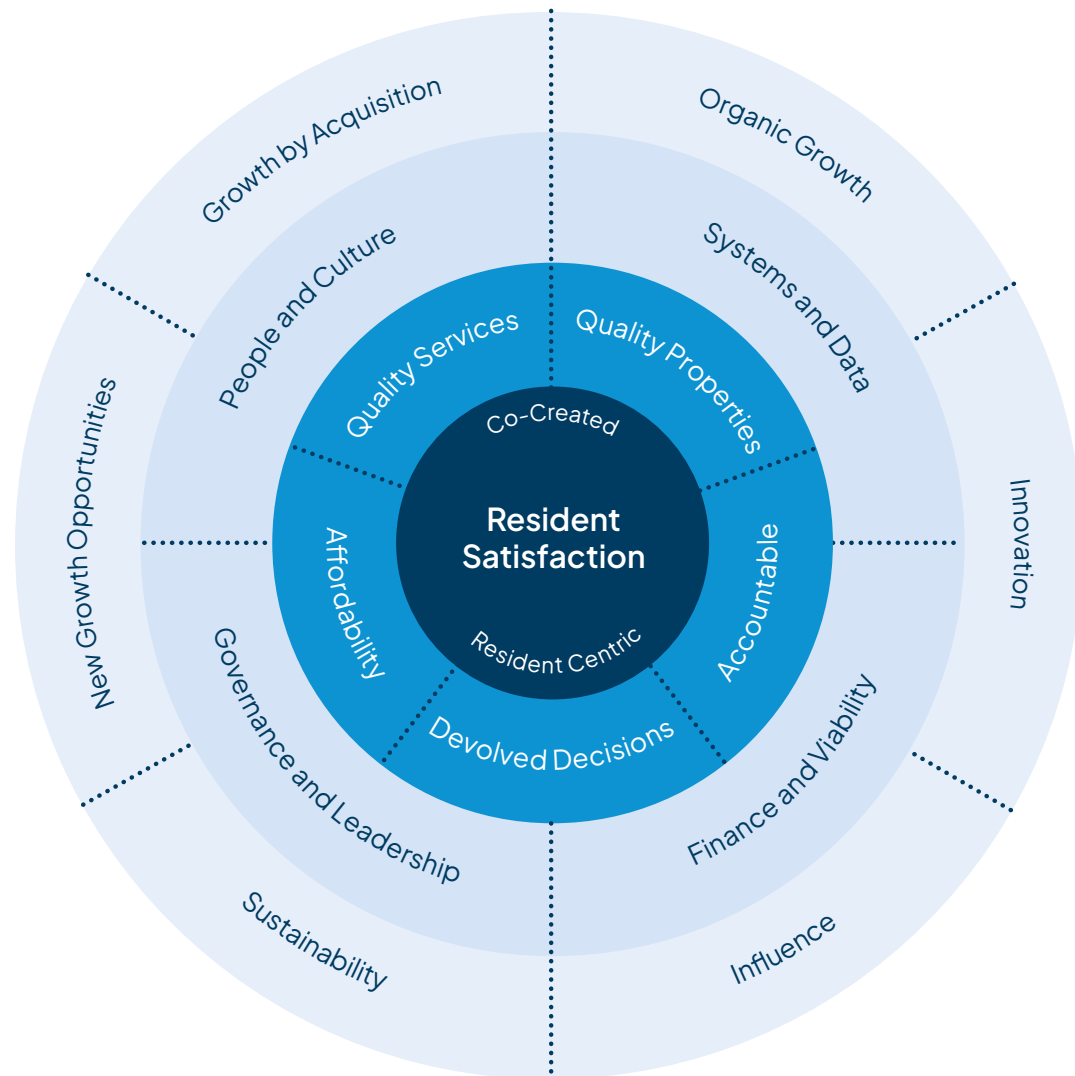 Growth by Acquisition
Organic Growth
Innovation
Influence
Sustainability
New Growth Opportunities
People and Culture
Systems and Data
Finance and Viability
Governance and Leadership
Quality Services
Quality Properties
Accountable
Devolved Decisions
Affordability
Co-Created
Resident
Satisfaction
Resident Centric